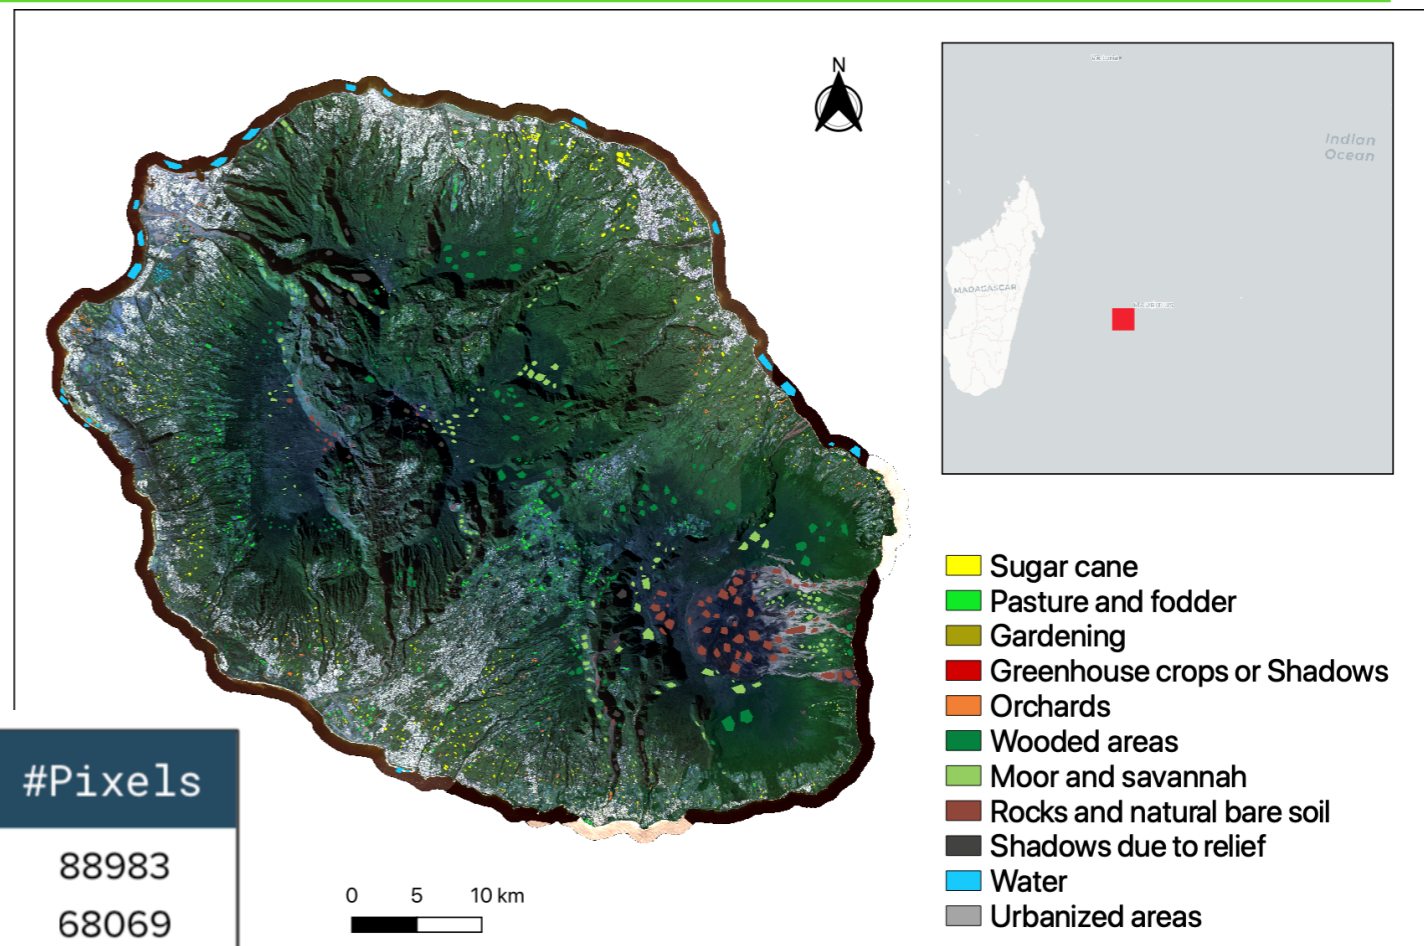 N
Indian
Ocean
MADAGASCAR
Sugar cane
Pasture and fodder
Gardening
Greenhouse crops or Shadows
Orchards
Wooded areas
Moor and savannah
Rocks and natural bare soil
Shadows due to relief
Water
Urbanized areas
#Pixels
88983
68069
0 5 10 km